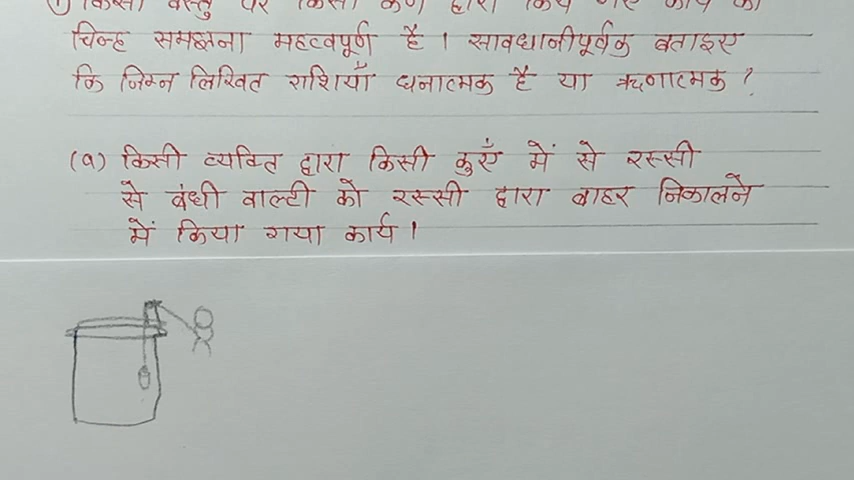 चिन्ह समझना महत्वपूर्ण है । सावधानीपूर्वक बताइए
कि निम्न लिखित राशियाँ धनात्मक है या ऋणात्मक ?
(a) किसी व्यक्ति द्वारा किसी कुएँ में से रस्सी
से बंधी वाल्टी को रस्सी द्वारा बाहर निकालने
में किया गया कार्य ।